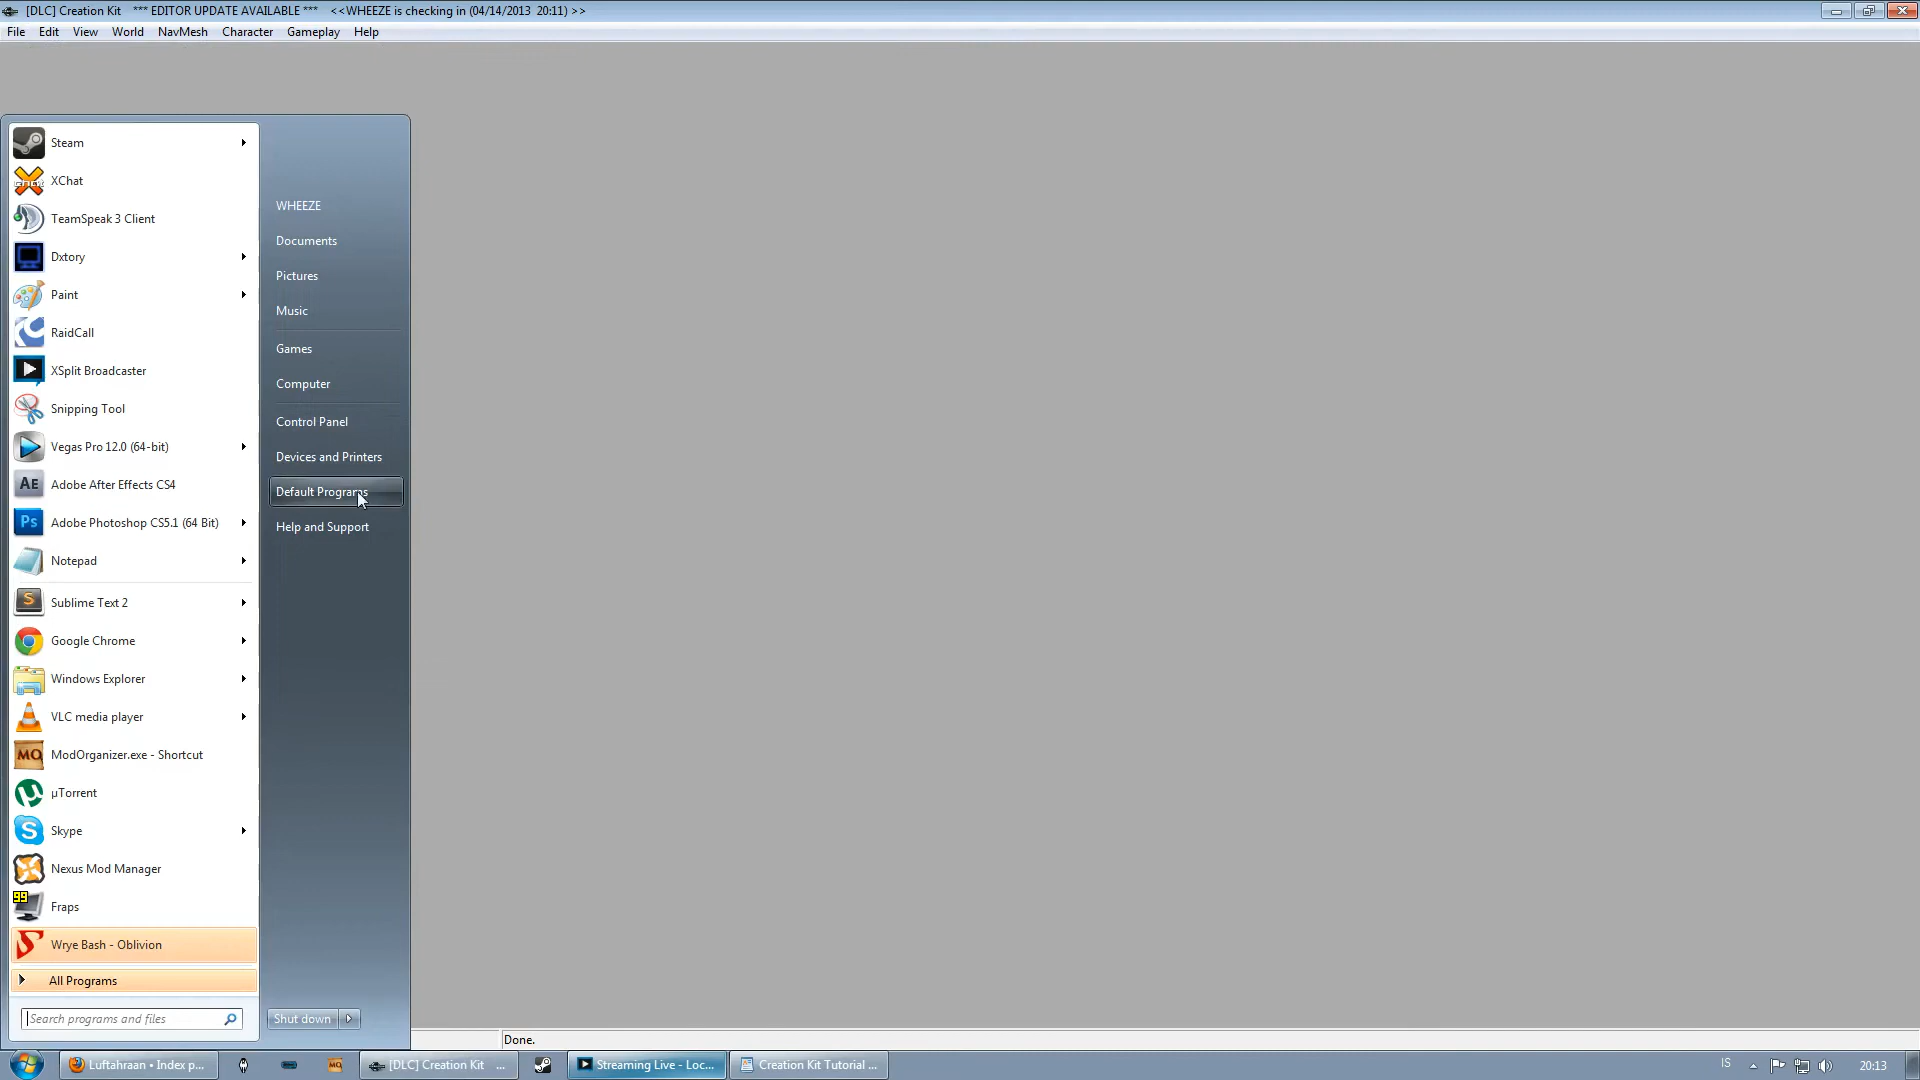 [DLC] Creation Kit *** EDITOR UPDATE AVAILABLE *** <<WHEEZE is checking in (04/14/2013 20:11) >>
File Edit View World NavMesh Character Gameplay Help
Steam
XChat
TeamSpeak 3 Client
Dxtory
Paint
RaidCall
XSplit Broadcaster
Snipping Tool
Vegas Pro 12.0 (64-bit)
AE Adobe After Effects CS4
Ps Adobe Photoshop CS5.1 (64 Bit)
Notepad
Sublime Text 2
Google Chrome
Windows Explorer
VLC media player
MO ModOrganizer.exe - Shortcut
µTorrent
Skype
Nexus Mod Manager
99 Fraps
Wrye Bash - Oblivion
All Programs
Search programs and files
WHEEZE
Documents
Pictures
Music
Games
Computer
Control Panel
Devices and Printers
Default Programs
Help and Support
Shut down
Done.
Luftahraan • Index p... MO [DLC] Creation Kit ... Streaming Live - Loc... Creation Kit Tutorial ... IS 20:13